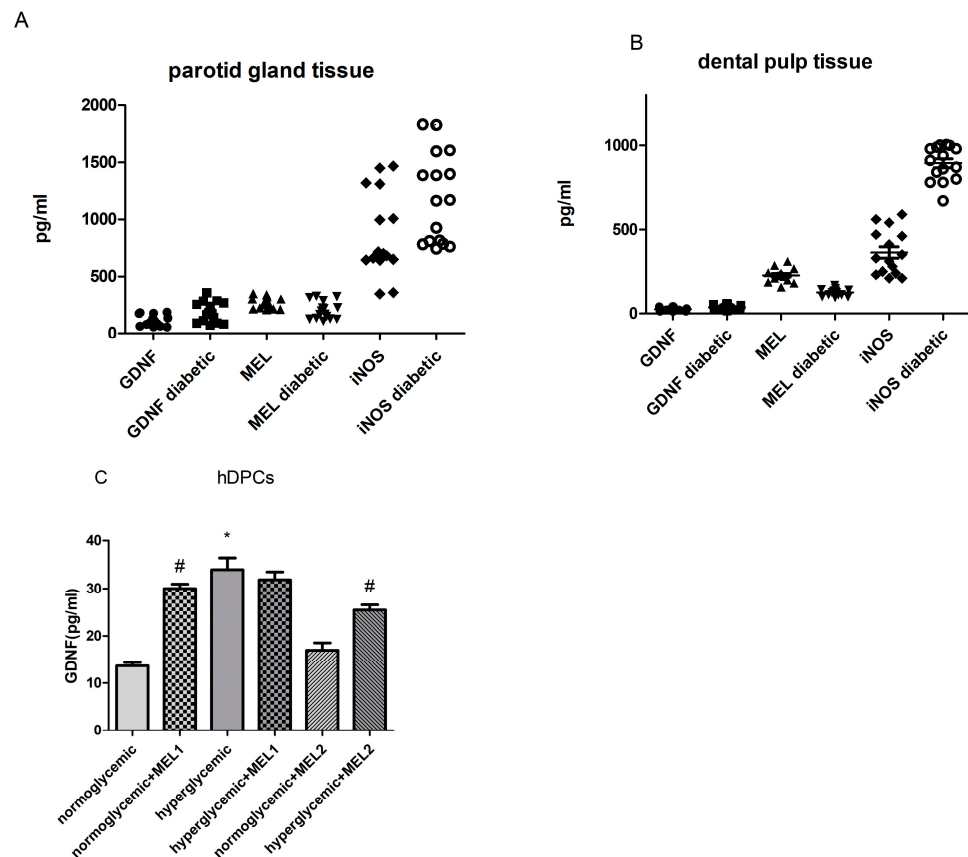 A
parotid gland tissue
pg/ml
2000
1500
1000
500
0
GDNF
GDNF diabetic
MEL
MEL diabetic
iNOS
iNOS diabetic
B
dental pulp tissue
pg/ml
1000
500
0
GDNF
GDNF diabetic
MEL
MEL diabetic
iNOS
iNOS diabetic
C
hDPCs
GDNF(pg/ml)
40
30
20
10
0
#
*
#
normoglycemic
normoglycemic+MEL1
hyperglycemic
hyperglycemic+MEL1
normoglycemic+MEL2
hyperglycemic+MEL2